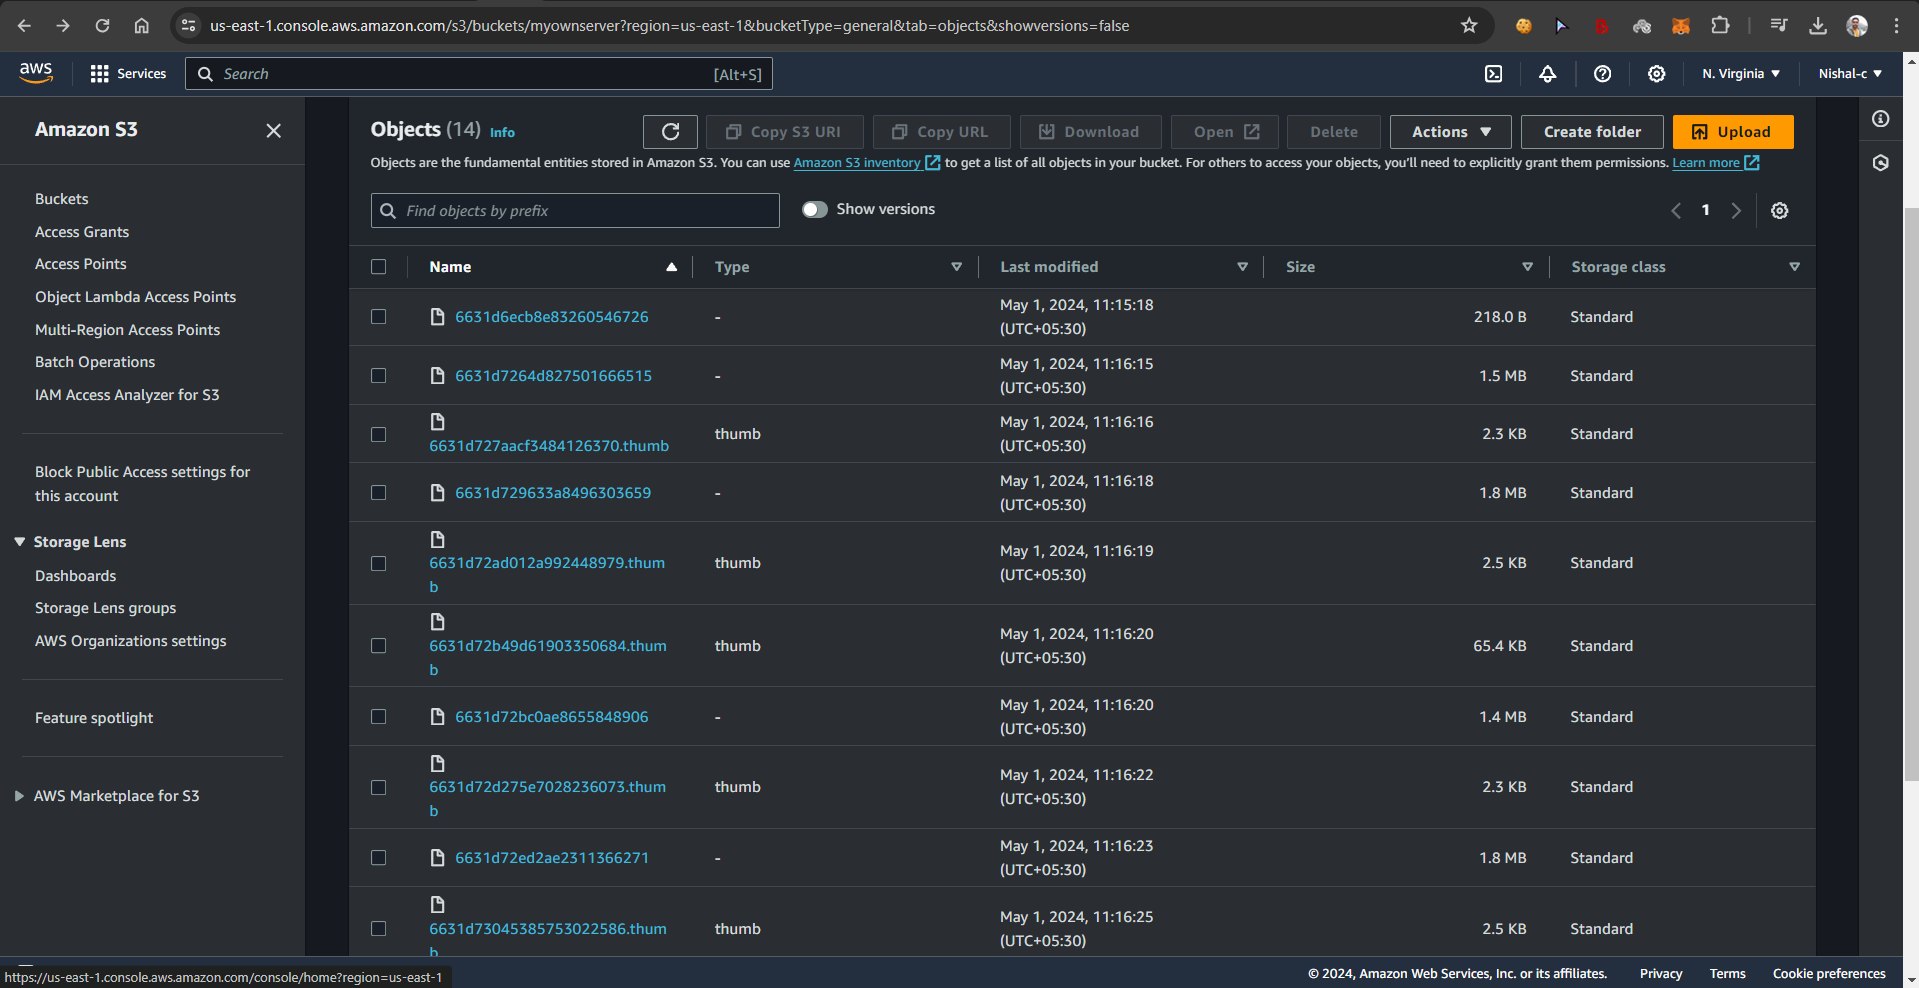 us-east-1.console.aws.amazon.com/s3/buckets/myownserver?region=us-east-1&bucketType=general&tab=objects&showversions=false
aws
Services
Search
[Alt+S]
N. Virginia ▼
Nishal-c ▼
Amazon S3
Buckets
Access Grants
Access Points
Object Lambda Access Points
Multi-Region Access Points
Batch Operations
IAM Access Analyzer for S3
Block Public Access settings for
this account
Storage Lens
Dashboards
Storage Lens groups
AWS Organizations settings
Feature spotlight
AWS Marketplace for S3
Objects (14) Info
Copy S3 URI
Copy URL
Download
Open
Delete
Actions ▼
Create folder
Upload
Objects are the fundamental entities stored in Amazon S3. You can use Amazon S3 inventory to get a list of all objects in your bucket. For others to access your objects, you'll need to explicitly grant them permissions. Learn more
Find objects by prefix
Show versions
1
Name Type Last modified Size Storage class
6631d6ecb8e83260546726 - May 1, 2024, 11:15:18 (UTC+05:30) 218.0 B Standard
6631d7264d827501666515 - May 1, 2024, 11:16:15 (UTC+05:30) 1.5 MB Standard
6631d727aacf3484126370.thumb thumb May 1, 2024, 11:16:16 (UTC+05:30) 2.3 KB Standard
6631d729633a8496303659 - May 1, 2024, 11:16:18 (UTC+05:30) 1.8 MB Standard
6631d72ad012a992448979.thumb thumb May 1, 2024, 11:16:19 (UTC+05:30) 2.5 KB Standard
6631d72b49d61903350684.thumb thumb May 1, 2024, 11:16:20 (UTC+05:30) 65.4 KB Standard
6631d72bc0ae8655848906 - May 1, 2024, 11:16:20 (UTC+05:30) 1.4 MB Standard
6631d72d275e7028236073.thumb thumb May 1, 2024, 11:16:22 (UTC+05:30) 2.3 KB Standard
6631d72ed2ae2311366271 - May 1, 2024, 11:16:23 (UTC+05:30) 1.8 MB Standard
6631d73045385753022586.thumb thumb May 1, 2024, 11:16:25 (UTC+05:30) 2.5 KB Standard
https://us-east-1.console.aws.amazon.com/console/home?region=us-east-1
© 2024, Amazon Web Services, Inc. or its affiliates.
Privacy
Terms
Cookie preferences